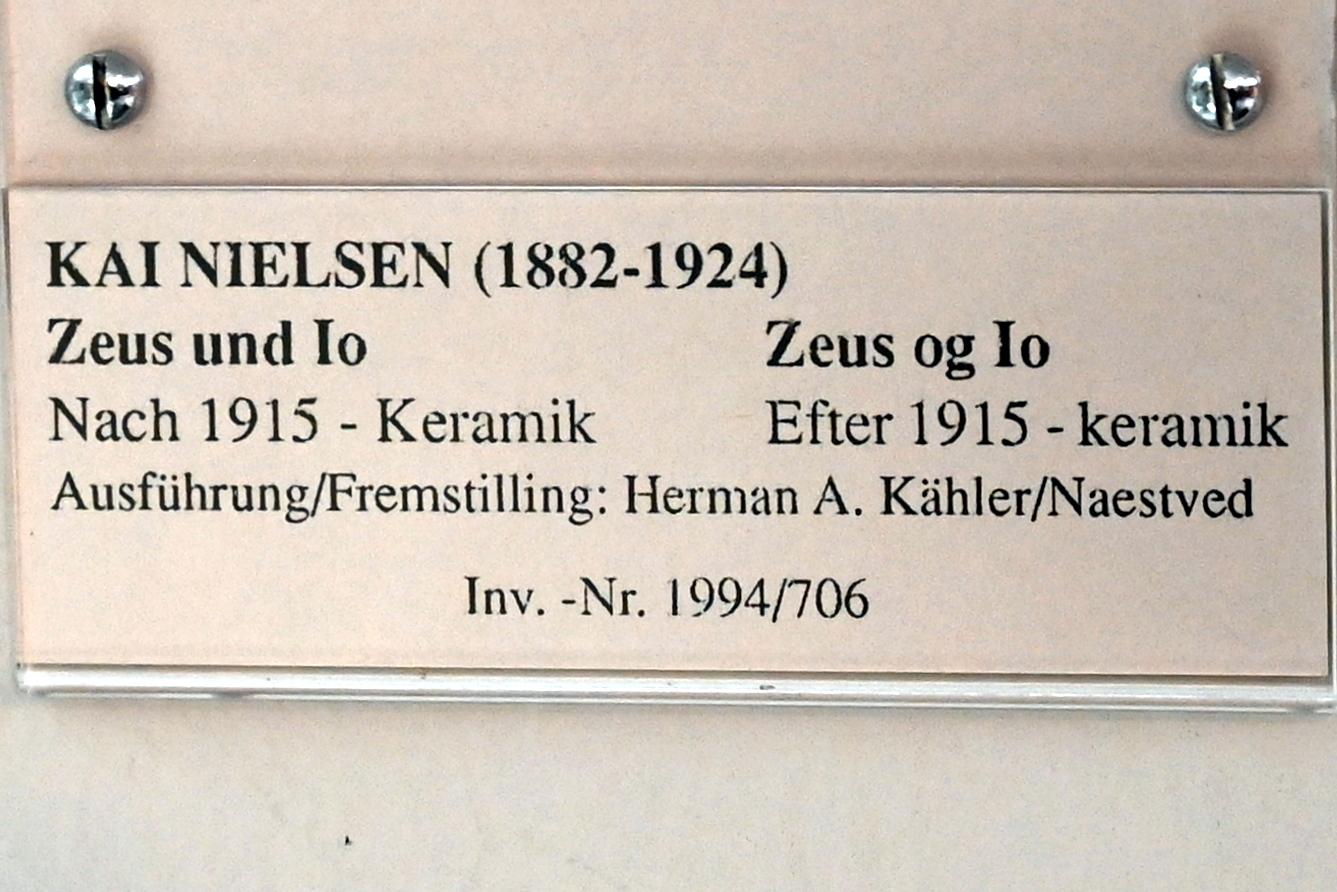 KAI NIELSEN (1882-1924)
Zeus und Io Zeus og Io
Nach 1915 - Keramik Efter 1915 - keramik
Ausführung/Fremstilling: Herman A. Kähler/Naestved
Inv. -Nr. 1994/706